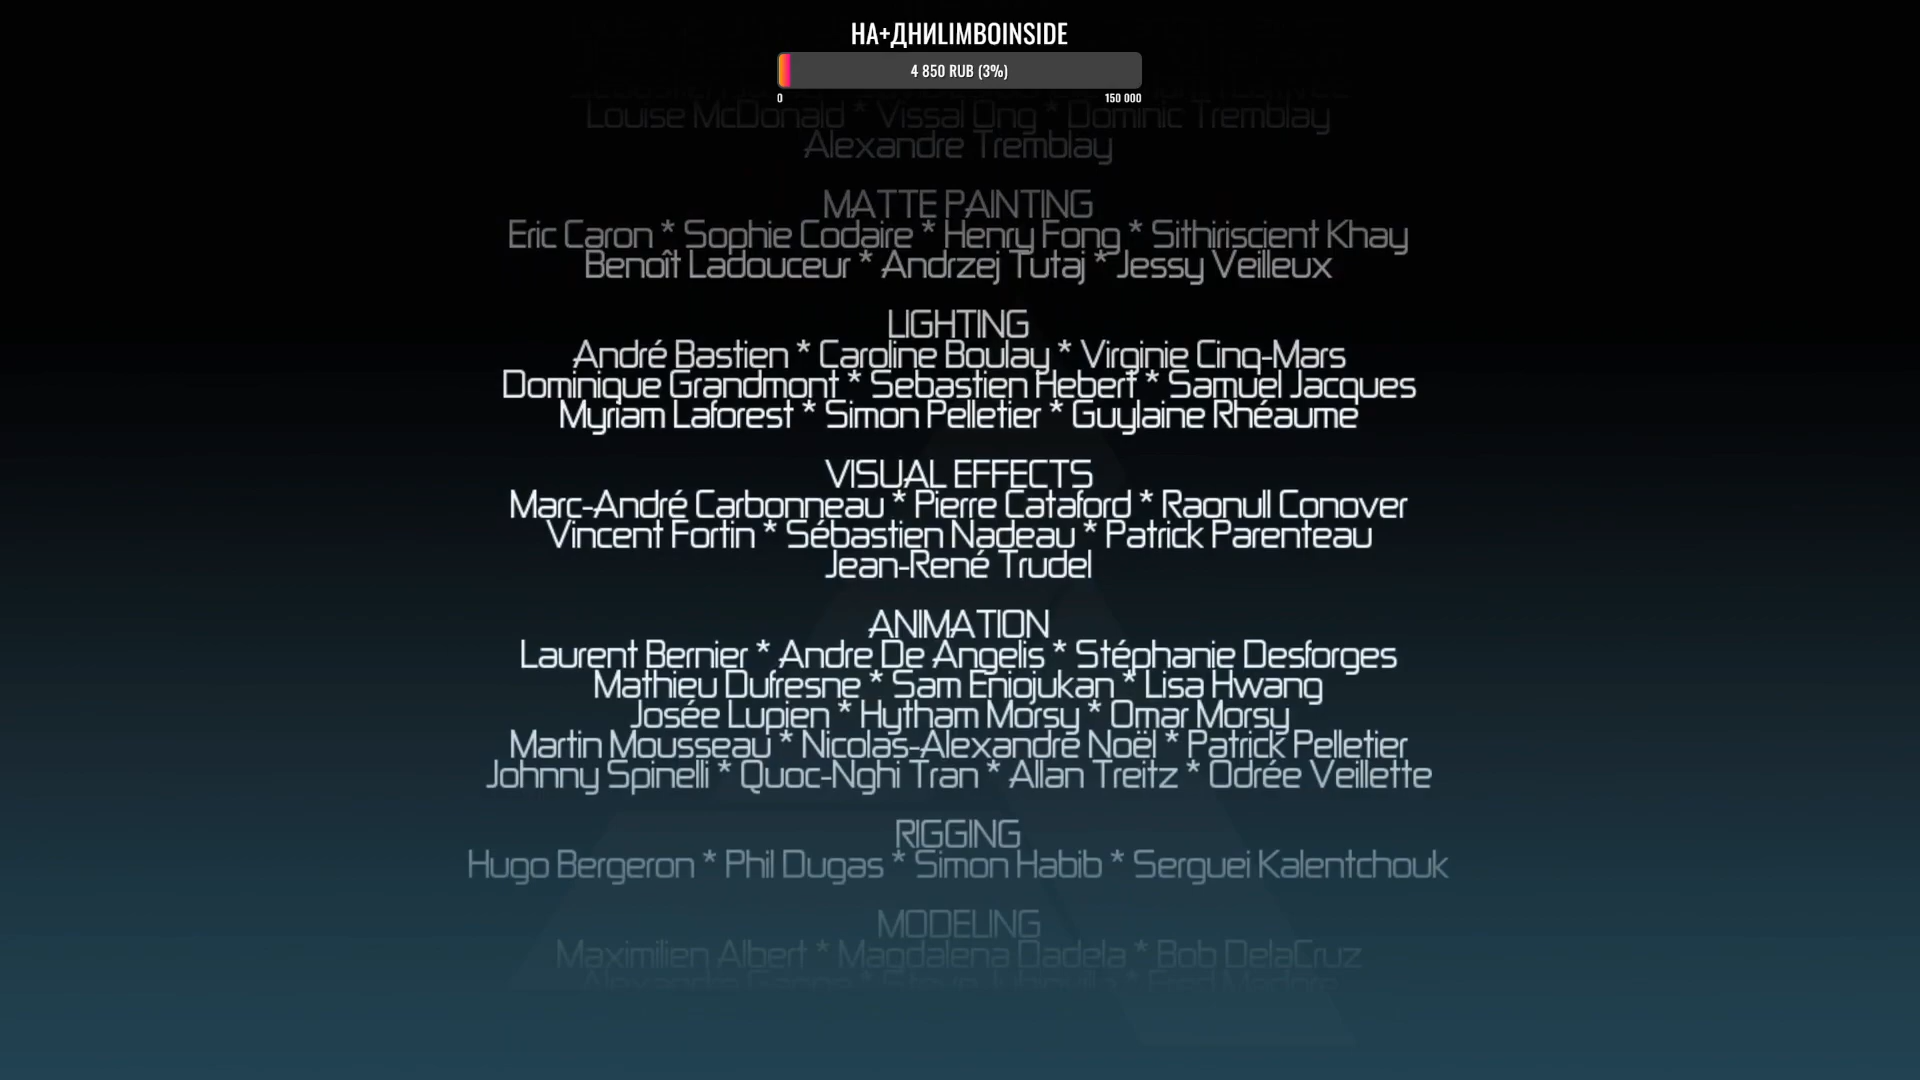 НА+ДНИLIMBOINSIDE
4 850 RUB (3%)
0 150 000
Louise McDonald * Vissal Ong * Dominic Tremblay
Alexandre Tremblay
MATTE PAINTING
Eric Caron * Sophie Codaire * Henry Fong * Sithiriscient Khay
Benoît Ladouceur * Andrzej Tutaj * Jessy Veilleux
LIGHTING
André Bastien * Caroline Boulay * Virginie Cinq-Mars
Dominique Grandmont * Sebastien Hebert * Samuel Jacques
Myriam Laforest * Simon Pelletier * Guylaine Rhéaume
VISUAL EFFECTS
Marc-André Carbonneau * Pierre Cataford * Raonull Conover
Vincent Fortin * Sébastien Nadeau * Patrick Parenteau
Jean-René Trudel
ANIMATION
Laurent Bernier * Andre De Angelis * Stéphanie Desforges
Mathieu Dufresne * Sam Eniojukan * Lisa Hwang
Josée Lupien * Hytham Morsy * Omar Morsy
Martin Mousseau * Nicolas-Alexandre Noël * Patrick Pelletier
Johnny Spinelli * Quoc-Nghi Tran * Allan Treitz * Odrée Veillette
RIGGING
Hugo Bergeron * Phil Dugas * Simon Habib * Serguei Kalentchouk
MODELING
Maximilien Albert * Magdalena Dadela * Bob DelaCruz